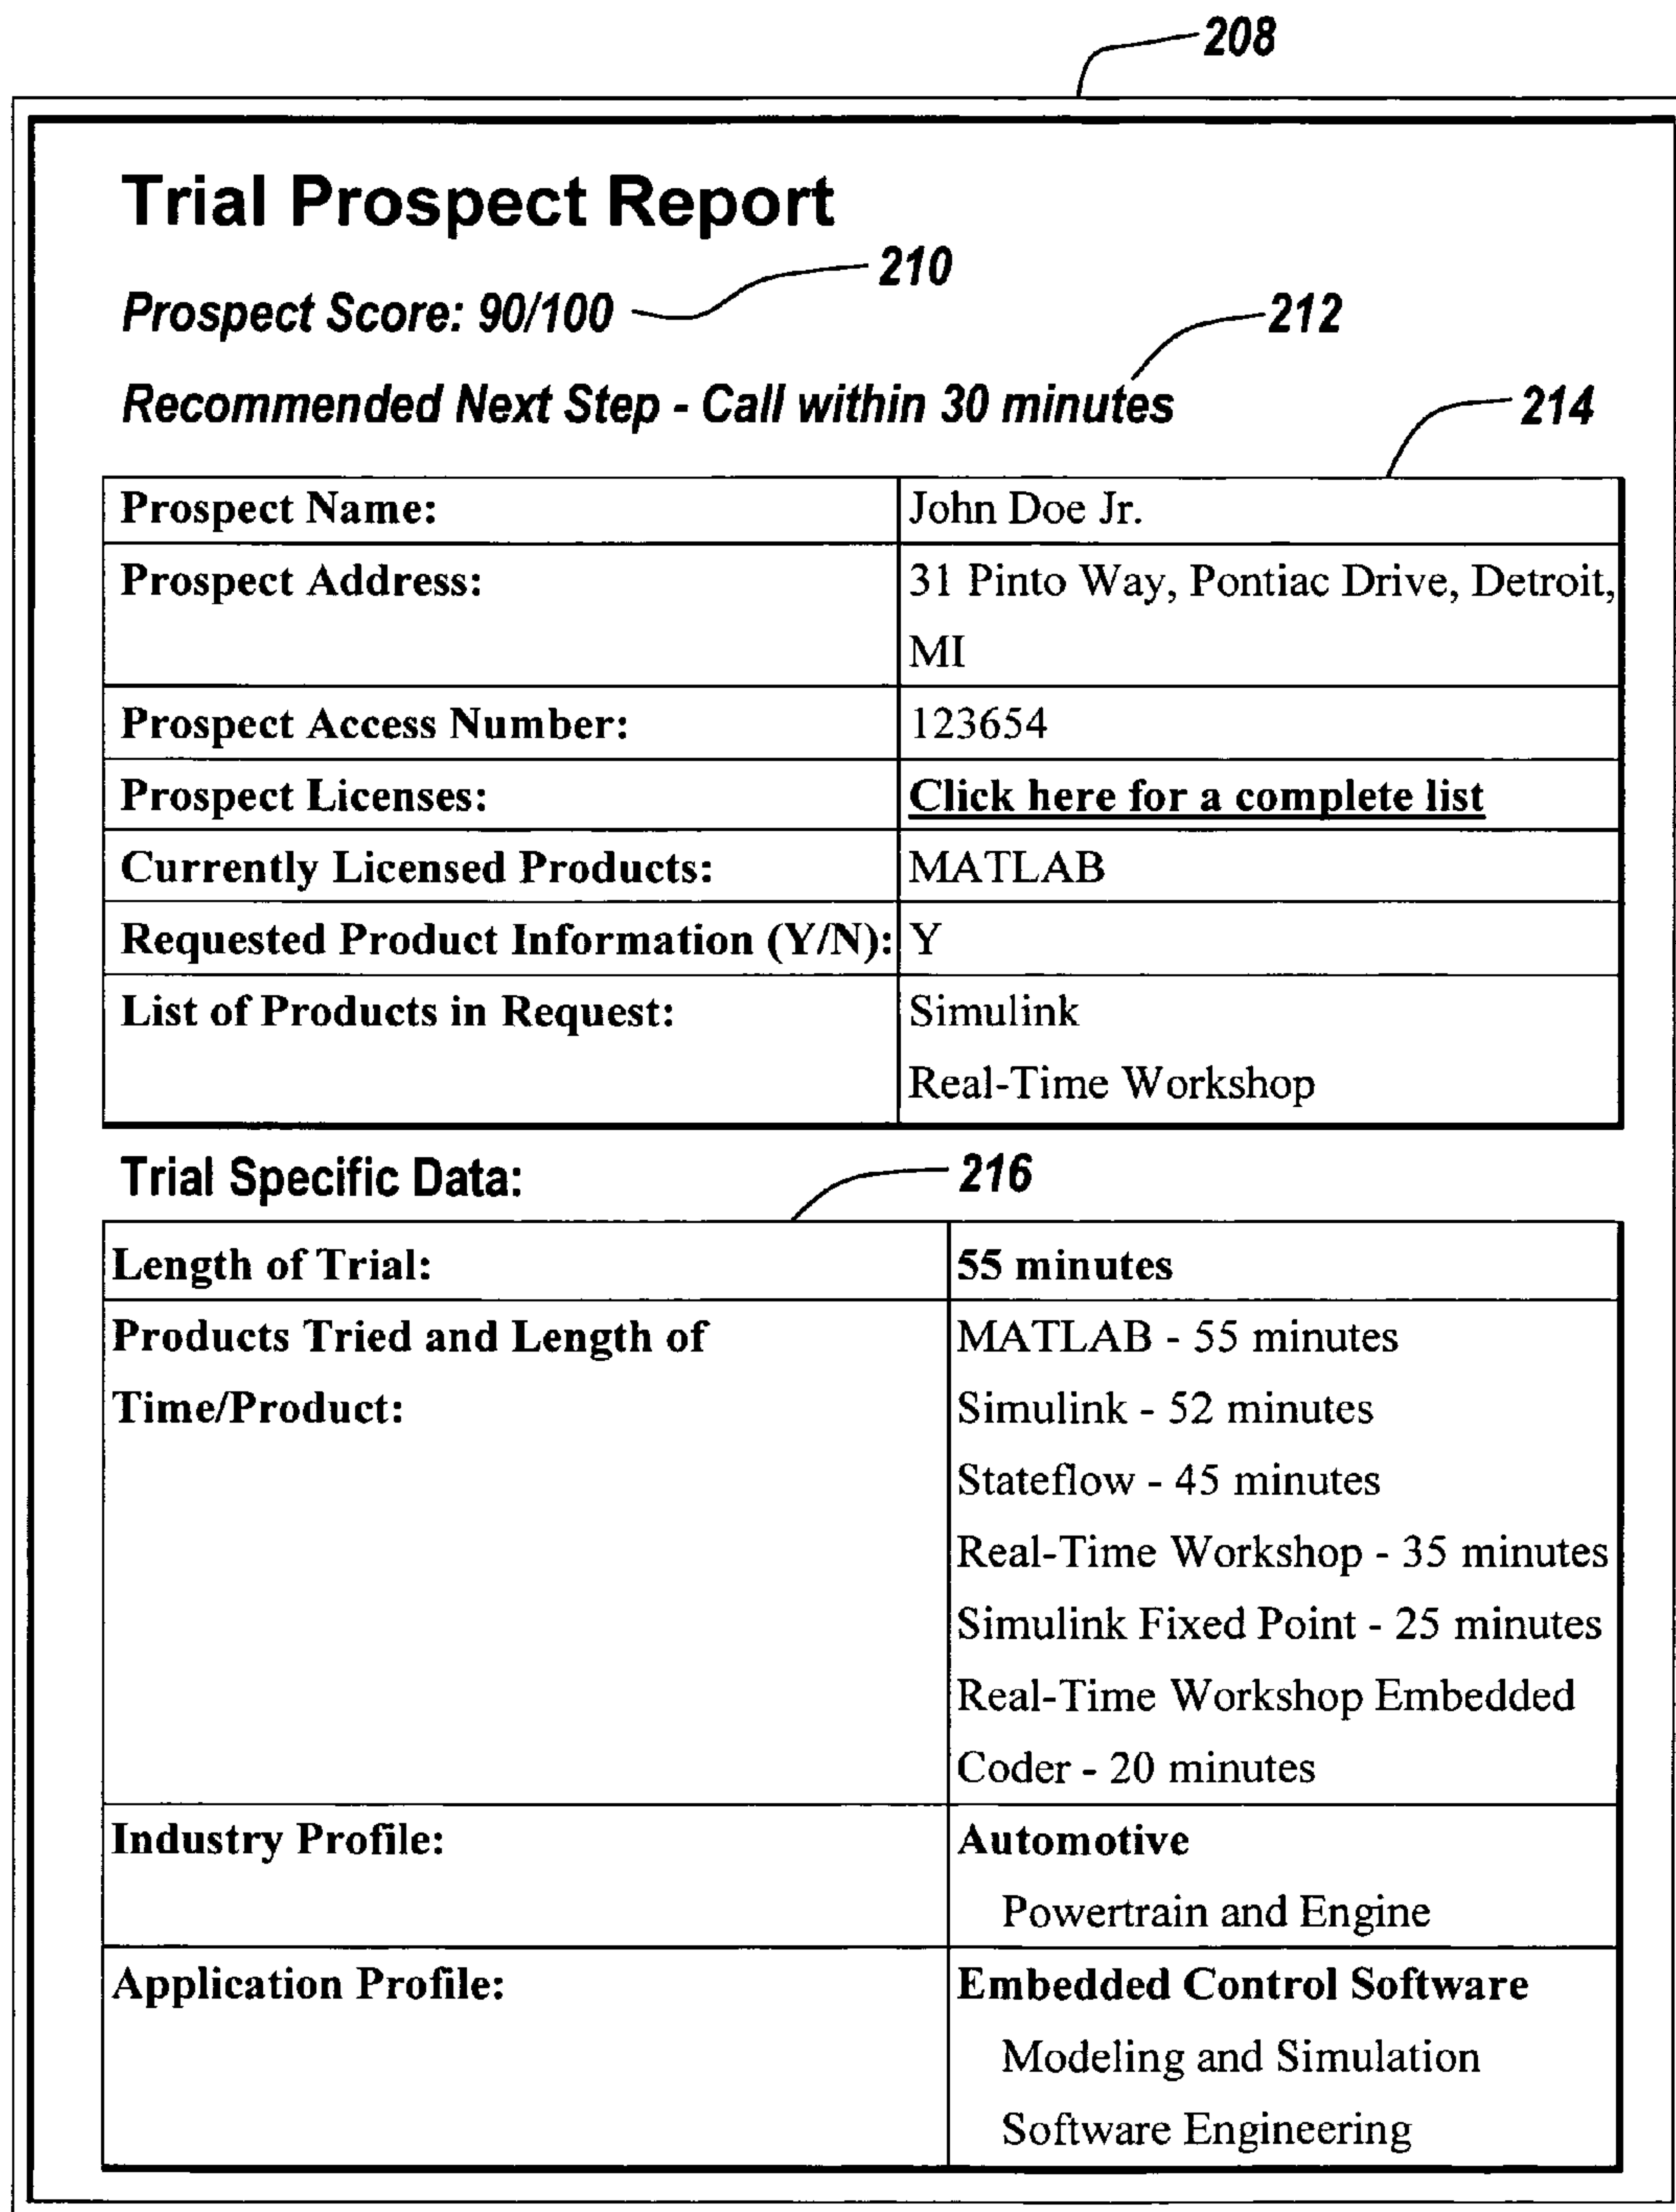 208
Trial Prospect Report
210
Prospect Score: 90/100
212
Recommended Next Step - Call within 30 minutes
214
Prospect Name: John Doe Jr.
Prospect Address: 31 Pinto Way, Pontiac Drive, Detroit,
MI
Prospect Access Number: 123654
Prospect Licenses: Click here for a complete list
Currently Licensed Products: MATLAB
Requested Product Information (Y/N): Y
List of Products in Request: Simulink
Real-Time Workshop
Trial Specific Data:
216
Length of Trial: 55 minutes
Products Tried and Length of MATLAB - 55 minutes
Time/Product: Simulink - 52 minutes
Stateflow - 45 minutes
Real-Time Workshop - 35 minutes
Simulink Fixed Point - 25 minutes
Real-Time Workshop Embedded
Coder - 20 minutes
Industry Profile: Automotive
Powertrain and Engine
Application Profile: Embedded Control Software
Modeling and Simulation
Software Engineering